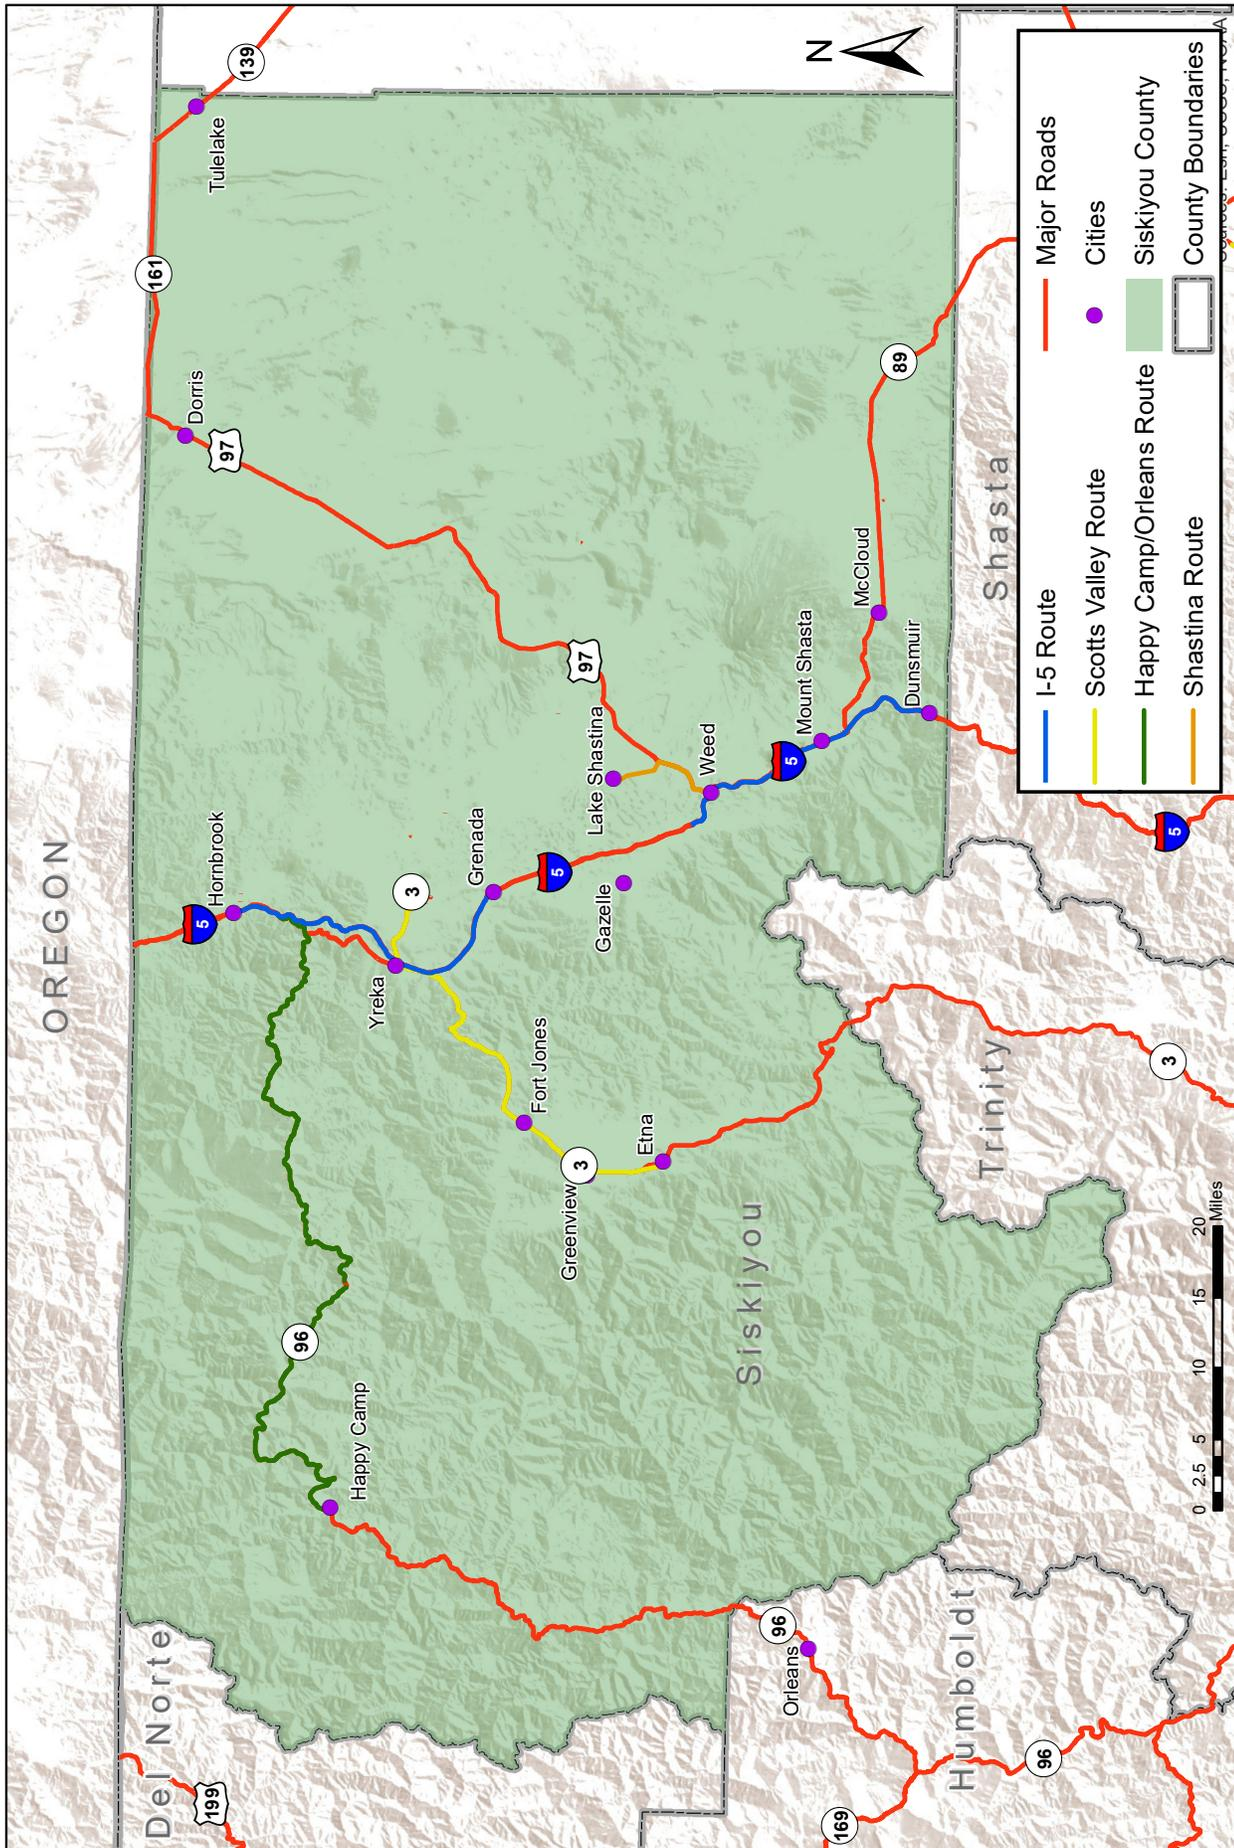 OREGON
Del Norte
199
5
Hornbrook
Dorris
97
161
Tulelake
139
N
Happy Camp
96
Yreka
3
Grenada
5
Lake Shastina
97
Fort Jones
Greenview
3
Etna
Gazelle
Weed
5
Mount Shasta
McCloud
89
Dunsmuir
Siskiyou
Orleans
96
169
Humboldt
96
Trinity
3
Shasta
5
I-5 Route
Scotts Valley Route
Happy Camp/Orleans Route
Shastina Route
Major Roads
Cities
Siskiyou County
County Boundaries
0 2.5 5 10 15 20
Miles